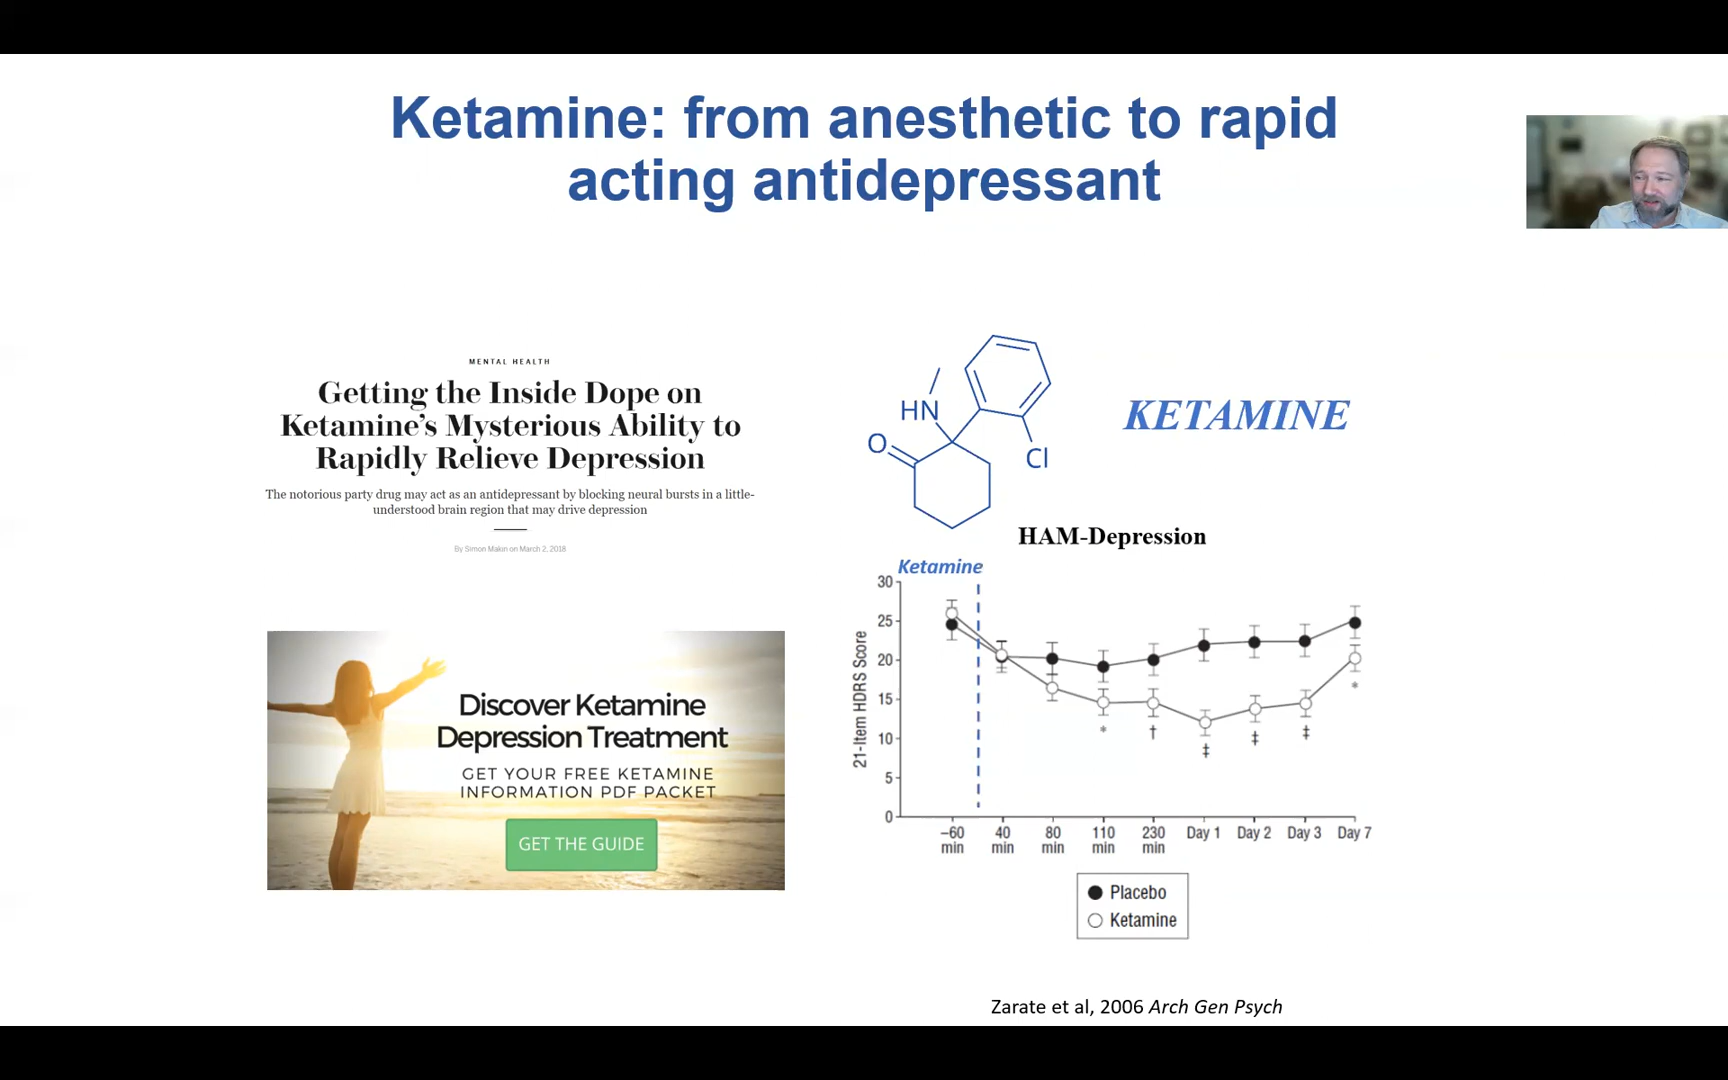 Ketamine: from anesthetic to rapid
acting antidepressant
MENTAL HEALTH
Getting the Inside Dope on
Ketamine’s Mysterious Ability to
Rapidly Relieve Depression
The notorious party drug may act as an antidepressant by blocking neural bursts in a little-
understood brain region that may drive depression
By Simon Makin on March 2, 2018
Discover Ketamine
Depression Treatment
GET YOUR FREE KETAMINE
INFORMATION PDF PACKET
GET THE GUIDE
HN
O
Cl
KETAMINE
HAM-Depression
Ketamine
21-Item HDRS Score
30
25
20
15
10
5
0
* † ‡ ‡ ‡ *
–60 min
40 min
80 min
110 min
230 min
Day 1
Day 2
Day 3
Day 7
Placebo
Ketamine
Zarate et al, 2006 Arch Gen Psych